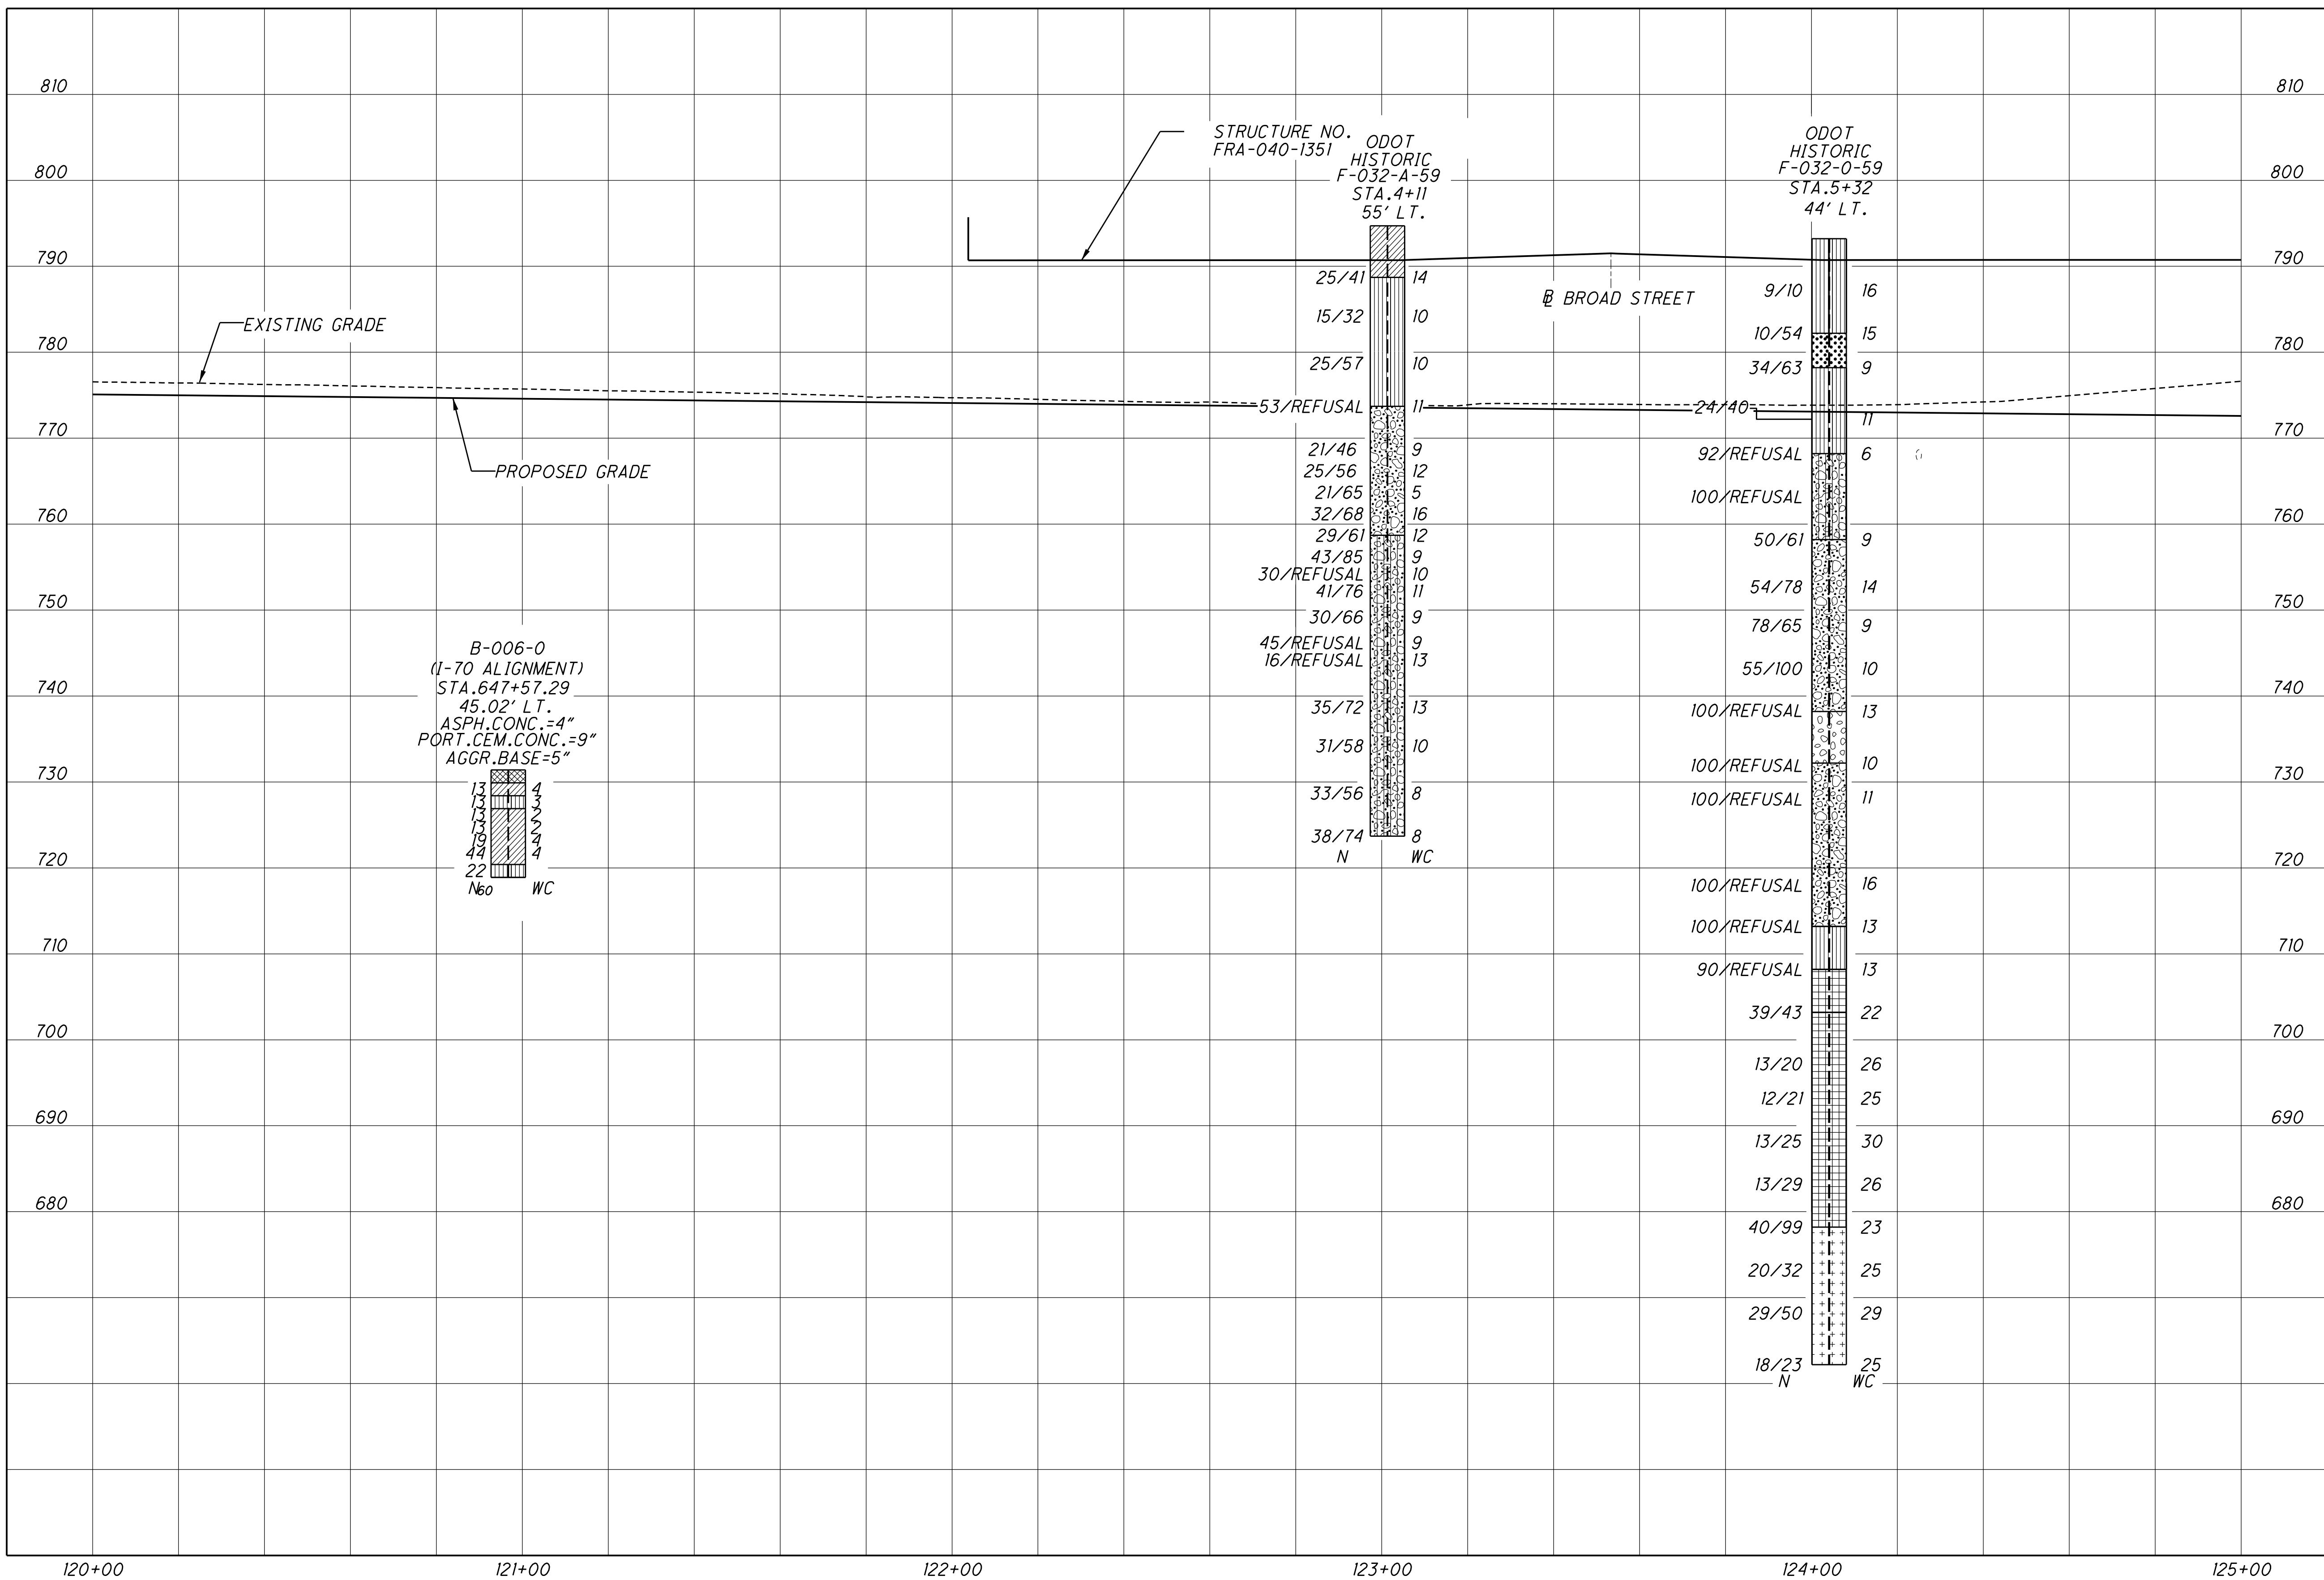 810
810
STRUCTURE NO.
FRA-040-1351
ODOT
HISTORIC
F-032-A-59
STA.4+11
55' LT.
ODOT
HISTORIC
F-032-0-59
STA.5+32
44' LT.
800
800
790
790
25/41 14
15/32 10
25/57 10
53/REFUSAL 11
21/46 9
25/56 12
21/65 5
32/68 16
29/61 12
43/85 9
30/REFUSAL 10
41/76 11
30/66 9
45/REFUSAL 9
16/REFUSAL 13
35/72 13
31/58 10
33/56 8
38/74 8
N WC
BL BROAD STREET
9/10 16
10/54 15
34/63 9
24/40 11
92/REFUSAL 6
100/REFUSAL
50/61 9
54/78 14
78/65 9
55/100 10
100/REFUSAL 13
100/REFUSAL 10
100/REFUSAL 11
100/REFUSAL 16
100/REFUSAL 13
90/REFUSAL 13
39/43 22
13/20 26
12/21 25
13/25 30
13/29 26
40/99 23
20/32 25
29/50 29
18/23 25
N WC
EXISTING GRADE
780
780
PROPOSED GRADE
770
770
760
760
750
750
B-006-0
(I-70 ALIGNMENT)
STA.647+57.29
45.02' LT.
ASPH.CONC.=4"
PORT.CEM.CONC.=9"
AGGR.BASE=5"
13 4
13 3
13 2
13 2
19 4
44 4
22
N60 WC
740
740
730
730
720
720
710
710
700
700
690
690
680
680
120+00
121+00
122+00
123+00
124+00
125+00